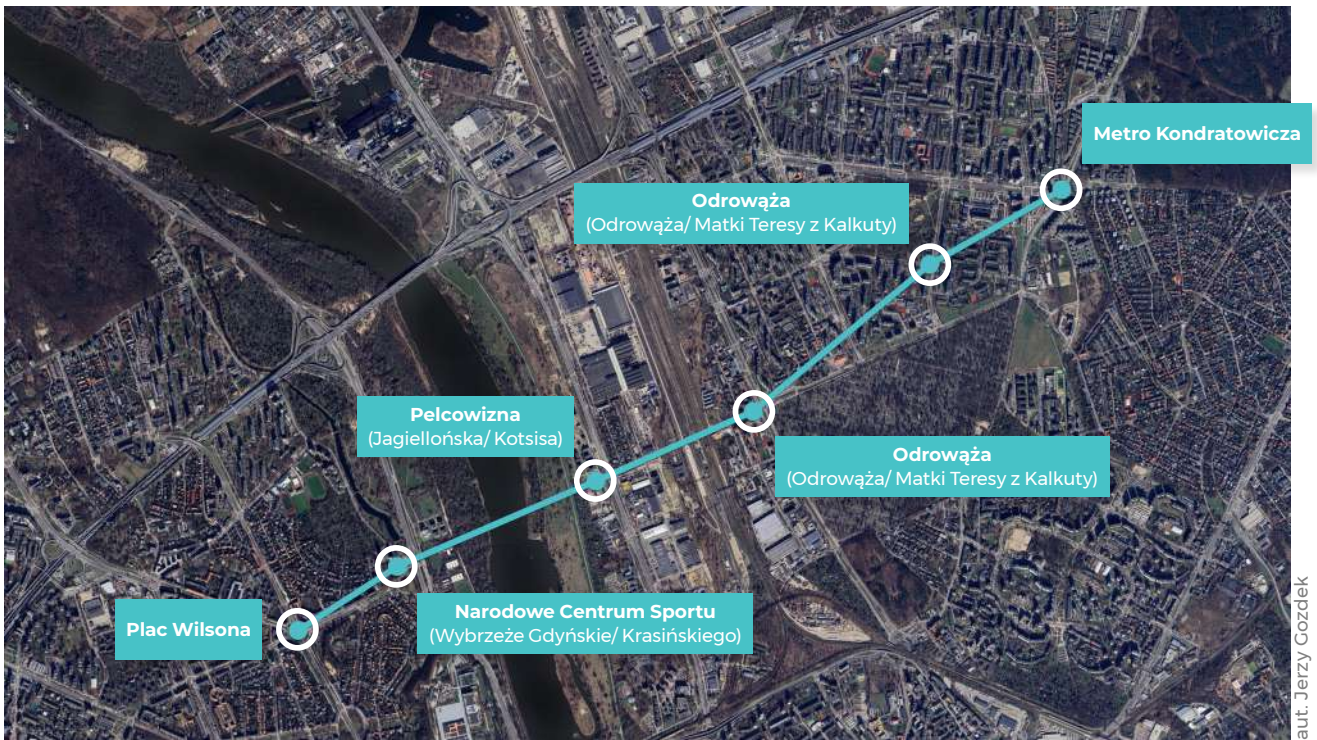 Metro Kondratowicza
Odrowąża
(Odrowąża/ Matki Teresy z Kalkuty)
Pelcowizna
(Jagiellońska/ Kotsisa)
Odrowąża
(Odrowąża/ Matki Teresy z Kalkuty)
Narodowe Centrum Sportu
(Wybrzeże Gdyńskie/ Krasińskiego)
Plac Wilsona
aut. Jerzy Gozdek